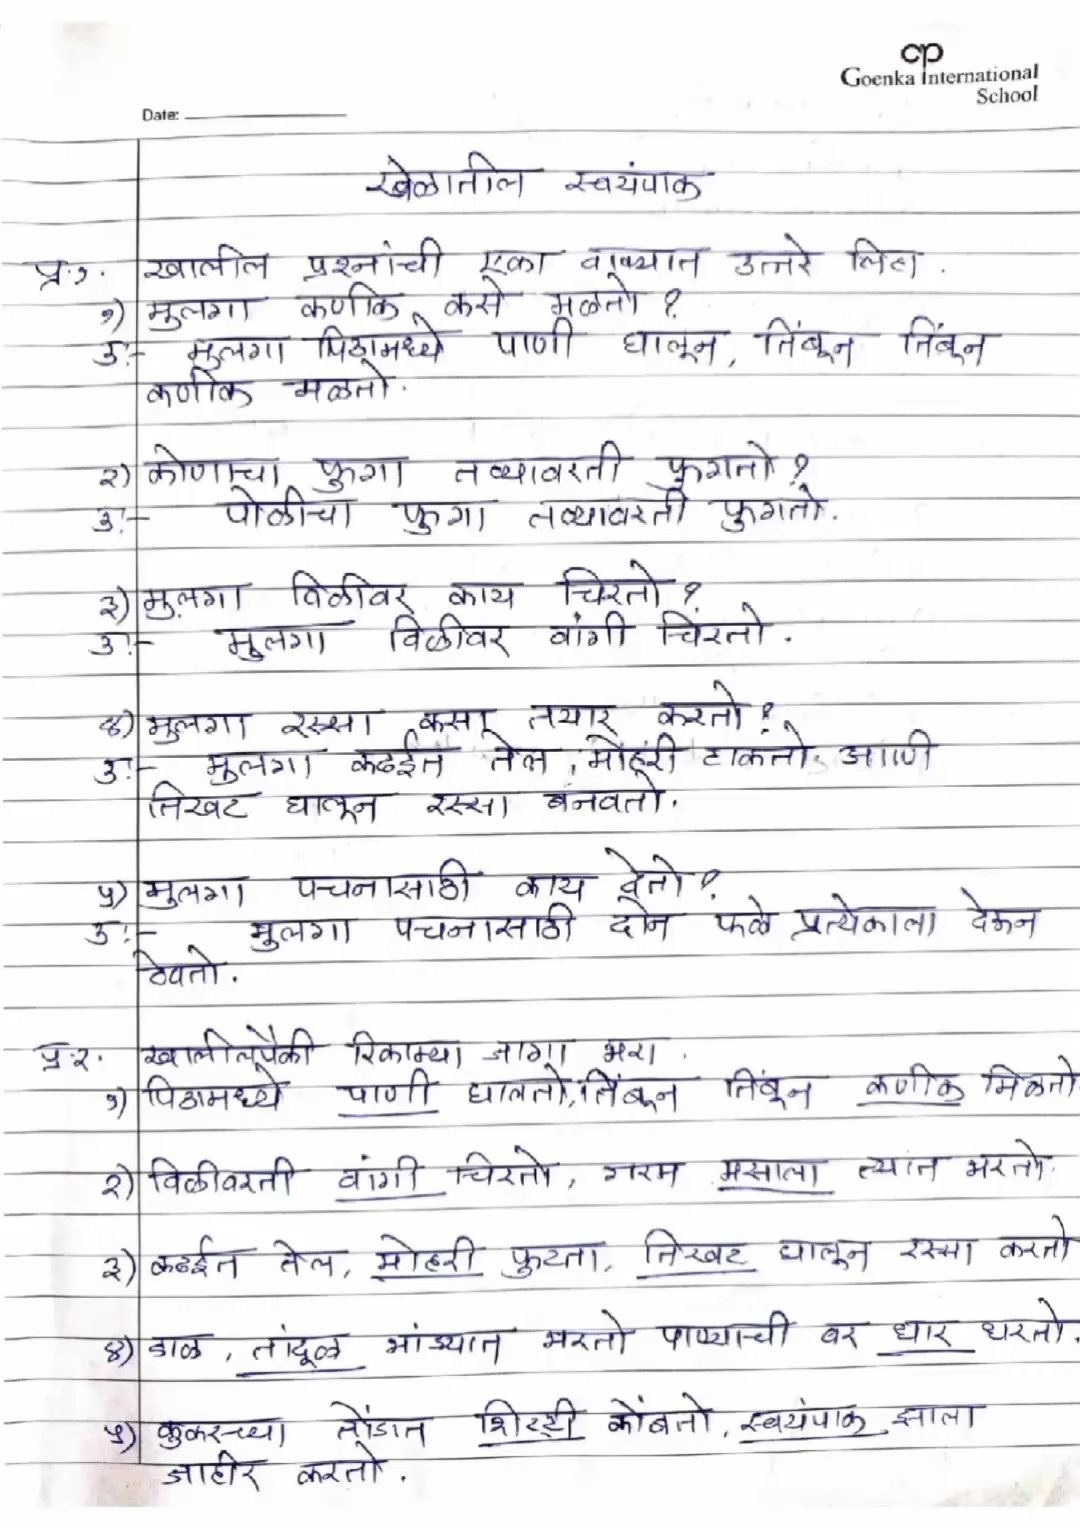 cp
Goenka International
School
Date:
खेळातील स्वयंपाक
प्र.१. खालील प्रश्नांची एका वाक्यात उत्तरे लिहा.
१) मुलगा कणीक कसे मळतो?
उ:- मुलगा पिठामध्ये पाणी घालून, तिंबून तिंबून
कणीक मळतो.
२) कोणाचा फुगा तव्यावरती फुगतो?
उ:- पोळीचा फुगा तव्यावरती फुगतो.
३) मुलगा विळीवर काय चिरतो?
उ:- मुलगा विळीवर वांगी चिरतो.
४) मुलगा रस्सा कसा तयार करतो?
उ:- मुलगा कढईत तेल, मोहरी टाकतो. आणि
तिखट घालून रस्सा बनवतो.
५) मुलगा पचनासाठी काय देतो?
उ:- मुलगा पचनासाठी दोन फळे प्रत्येकाला देऊन
ठेवतो.
प्र.२. खालीलपैकी रिकाम्या जागा भरा.
१) पिठामध्ये पाणी घालतो, तिंबून तिंबून कणीक मिळतो
२) विळीवरती वांगी चिरतो, गरम मसाला त्यात भरतो.
३) कढईत तेल, मोहरी फुटता, तिखट घालून रस्सा करतो
४) डाळ, तांदूळ भांड्यात भरतो पाण्याची वर धार धरतो.
५) कुकरच्या तोंडात शिट्टी कोंबतो, स्वयंपाक झाला
जाहीर करतो.